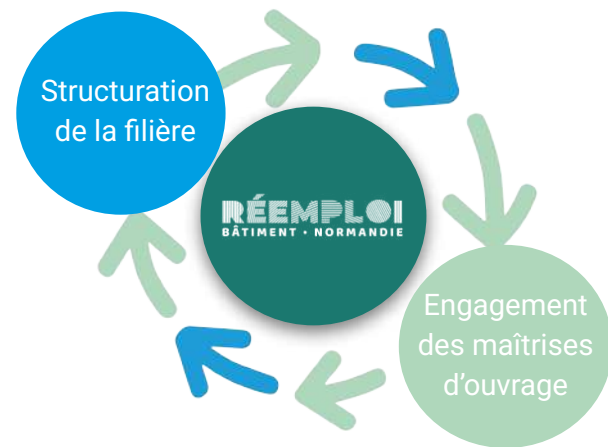 Structuration
de la filière
RÉEMPLOI
BÂTIMENT • NORMANDIE
Engagement
des maîtrises
d'ouvrage